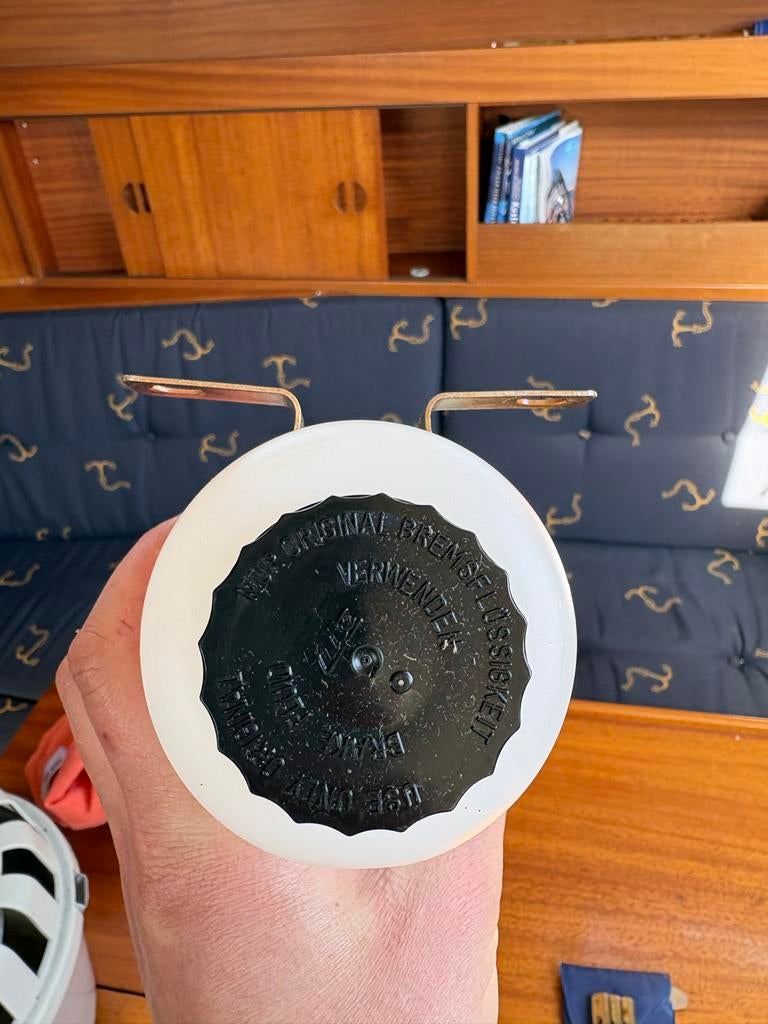 NUR ORIGINAL BREMSFLÜSSIGKEIT
VERWENDEN
USE ONLY ORIGINAL
BRAKE FLUID